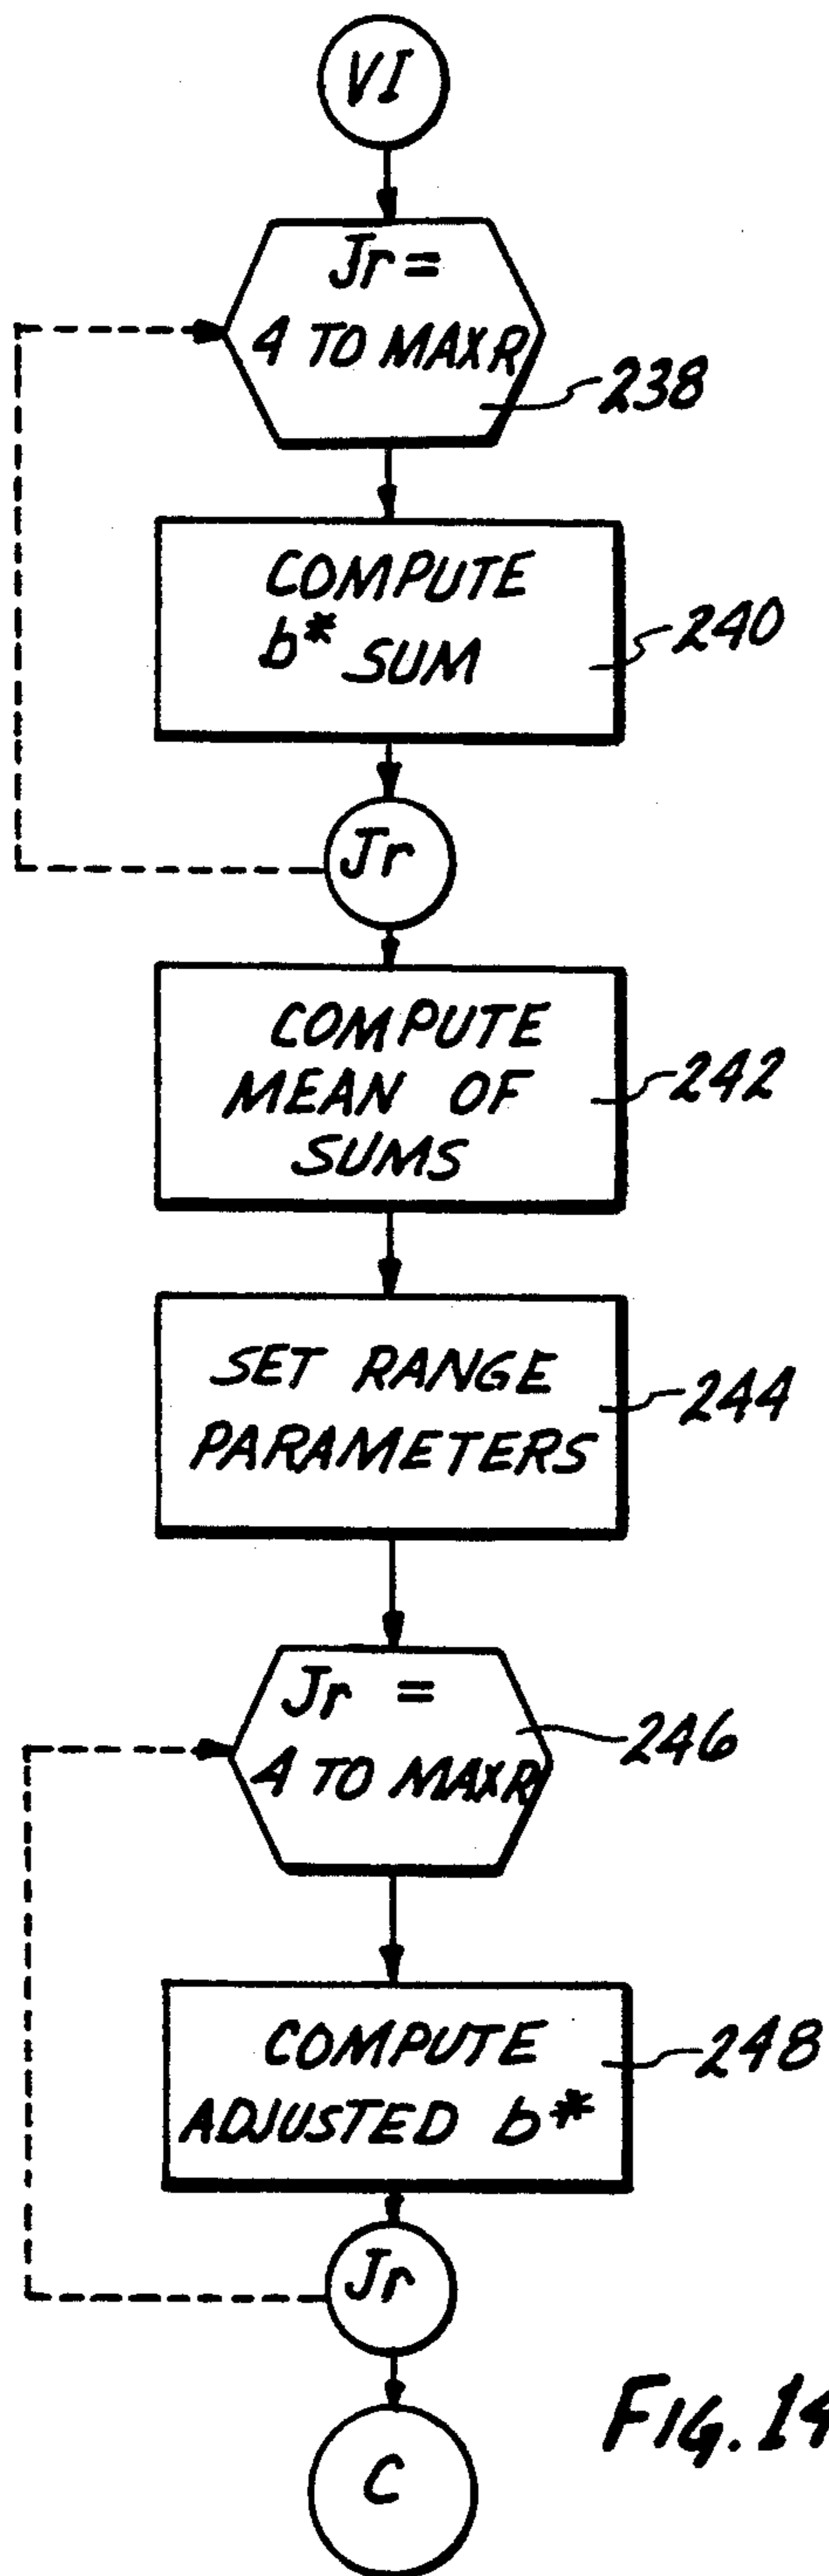 VI
Jr =
4 TO MAXR
238
COMPUTE
b* SUM
240
Jr
COMPUTE
MEAN OF
SUMS
242
SET RANGE
PARAMETERS
244
Jr =
4 TO MAXR
246
COMPUTE
ADJUSTED b*
248
Jr
C
FIG. 14